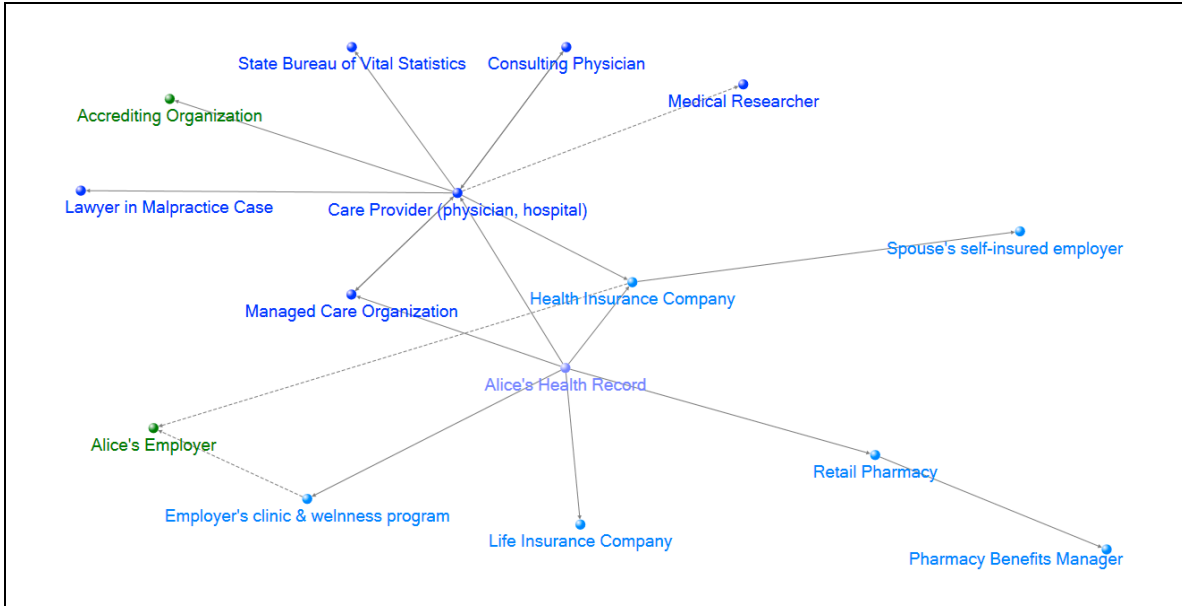 State Bureau of Vital Statistics
Consulting Physician
Medical Researcher
Accrediting Organization
Lawyer in Malpractice Case
Care Provider (physician, hospital)
Spouse's self-insured employer
Health Insurance Company
Managed Care Organization
Alice's Health Record
Alice's Employer
Retail Pharmacy
Employer's clinic & welnness program
Life Insurance Company
Pharmacy Benefits Manager